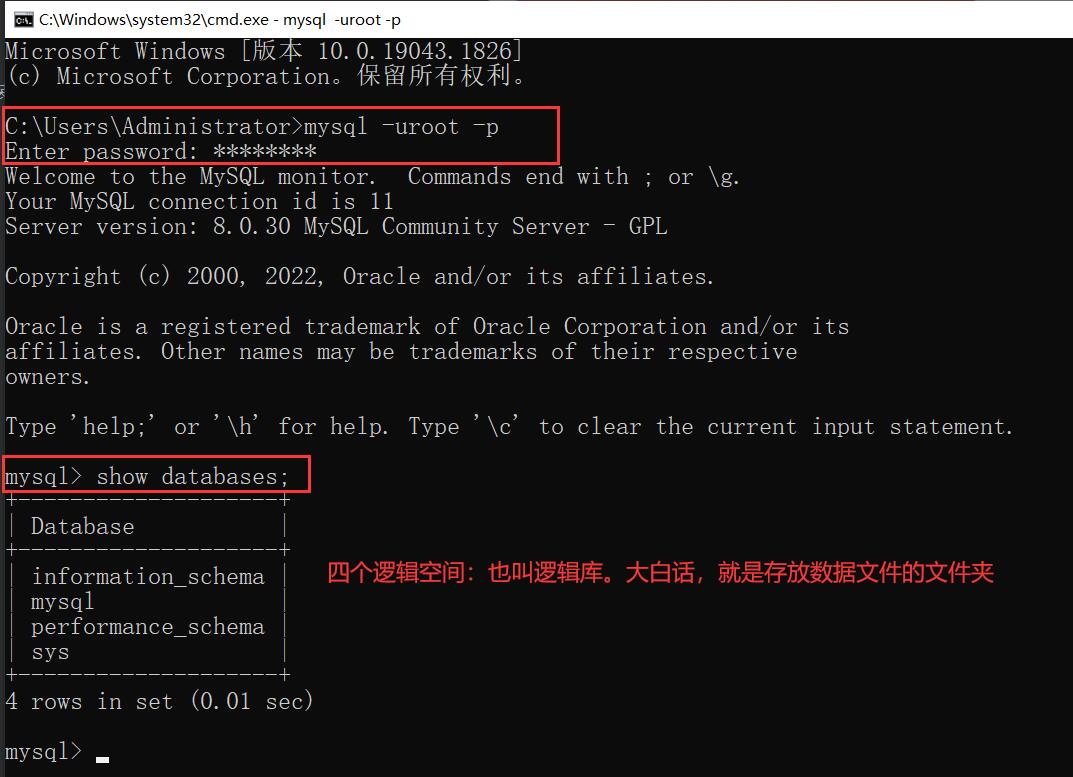 C:\Windows\system32\cmd.exe - mysql  -uroot -p
Microsoft Windows [版本 10.0.19043.1826]
(c) Microsoft Corporation。保留所有权利。
C:\Users\Administrator>mysql -uroot -p
Enter password: ********
Welcome to the MySQL monitor.  Commands end with ; or \g.
Your MySQL connection id is 11
Server version: 8.0.30 MySQL Community Server - GPL
Copyright (c) 2000, 2022, Oracle and/or its affiliates.
Oracle is a registered trademark of Oracle Corporation and/or its
affiliates. Other names may be trademarks of their respective
owners.
Type 'help;' or '\h' for help. Type '\c' to clear the current input statement.
mysql> show databases;
+--------------------+
| Database           |
+--------------------+
| information_schema |
四个逻辑空间：也叫逻辑库。大白话，就是存放数据文件的文件夹
| mysql              |
| performance_schema |
| sys                |
+--------------------+
4 rows in set (0.01 sec)
mysql>